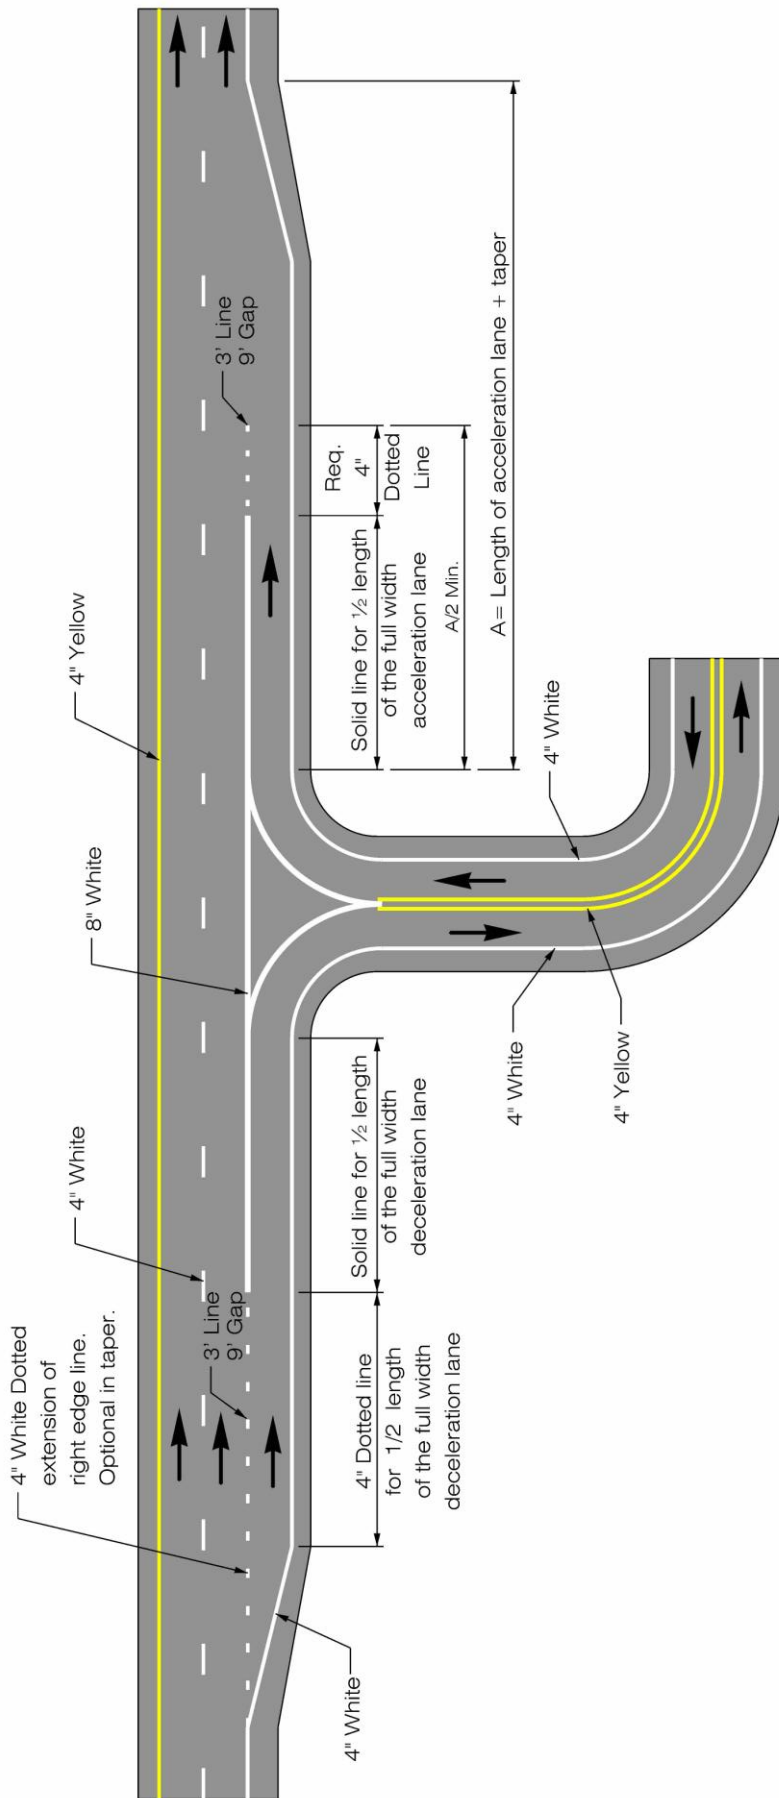 4" White Dotted
extension of
right edge line.
Optional in taper.
4" White
8" White
4" Yellow
3' Line
9' Gap
3' Line
9' Gap
4" White
4" Dotted line
for 1/2 length
of the full width
deceleration lane
Solid line for ½ length
of the full width
deceleration lane
Solid line for ½ length
of the full width
acceleration lane
Req.
4"
Dotted
Line
A/2 Min.
A= Length of acceleration lane + taper
4" White
4" Yellow
4" White